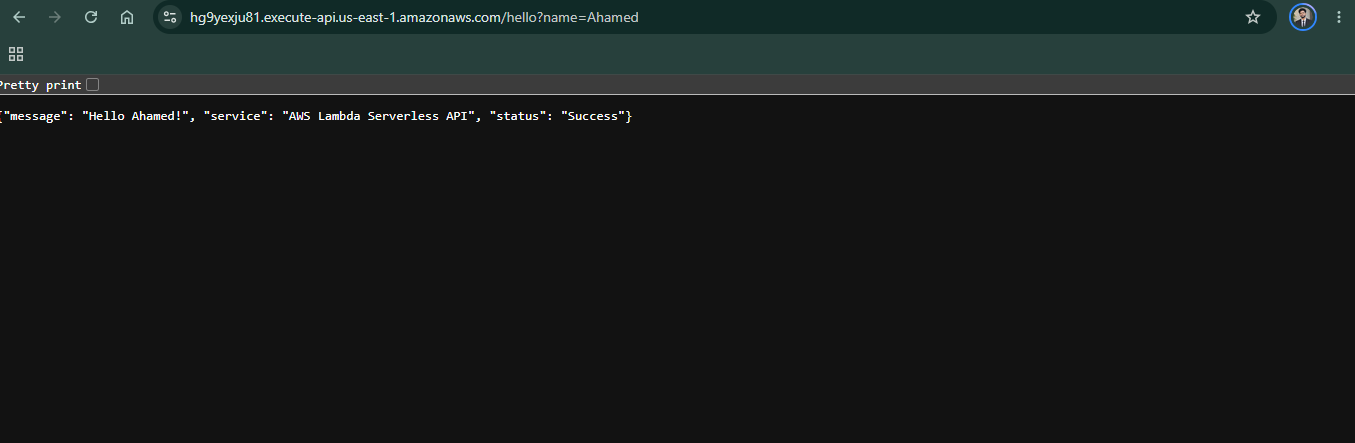 hg9yexju81.execute-api.us-east-1.amazonaws.com/hello?name=Ahamed
Pretty print
{"message": "Hello Ahamed!", "service": "AWS Lambda Serverless API", "status": "Success"}